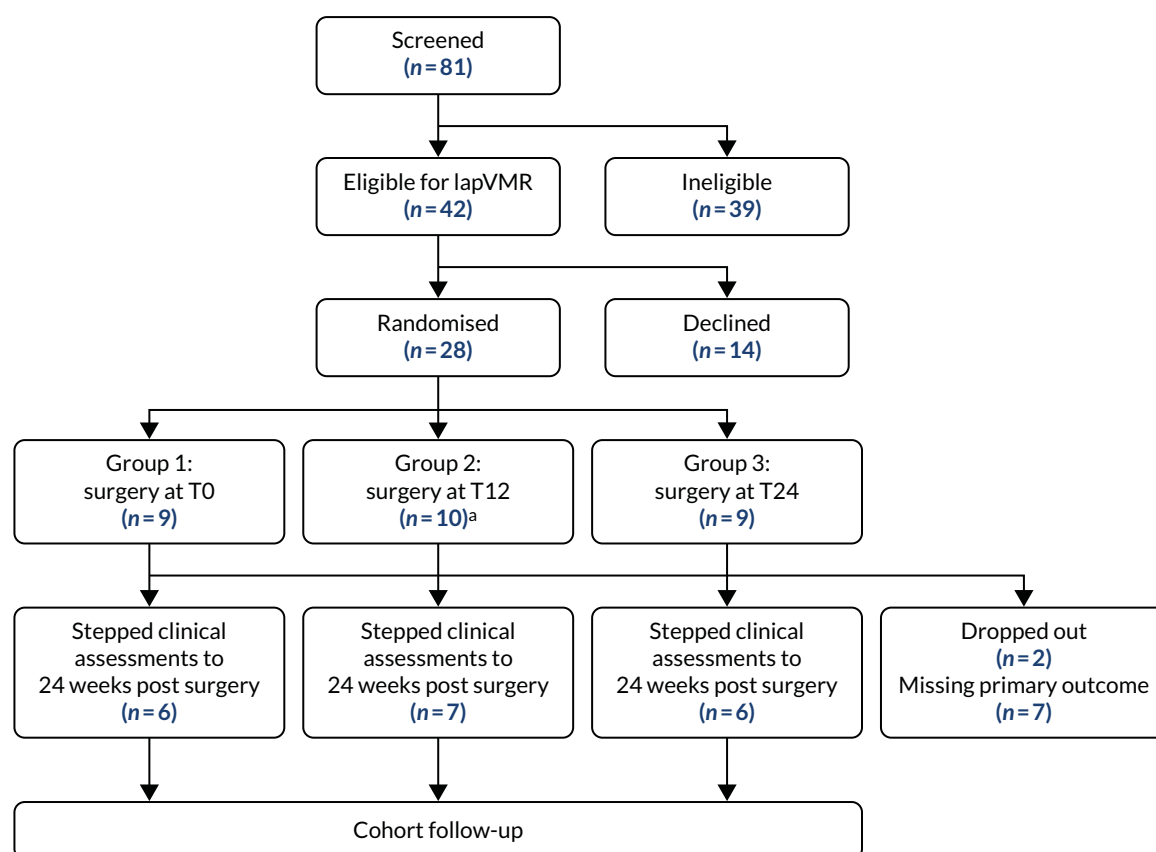 Screened
(n=81)
Eligible for lapVMR
(n=42)
Ineligible
(n=39)
Randomised
(n=28)
Declined
(n=14)
Group 1:
surgery at T0
(n=9)
Group 2:
surgery at T12
(n=10)a
Group 3:
surgery at T24
(n=9)
Stepped clinical
assessments to
24 weeks post surgery
(n=6)
Stepped clinical
assessments to
24 weeks post surgery
(n=7)
Stepped clinical
assessments to
24 weeks post surgery
(n=6)
Dropped out
(n=2)
Missing primary outcome
(n=7)
Cohort follow-up